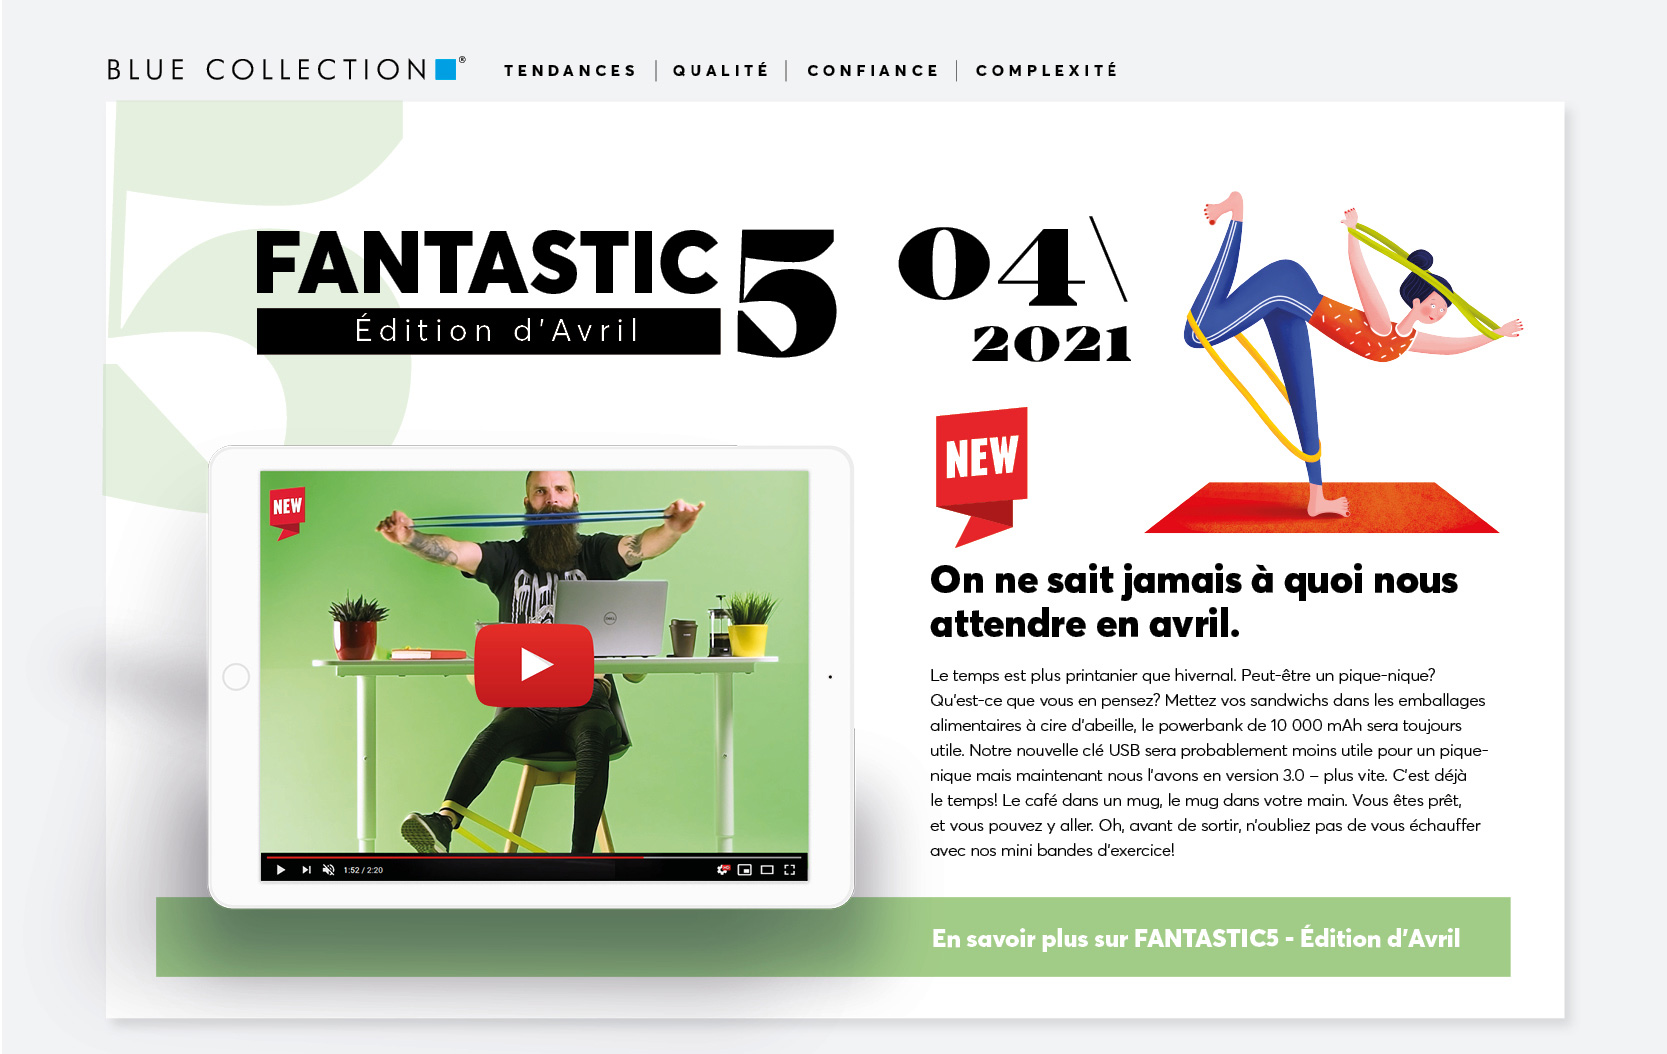 BLUE COLLECTION®
TENDANCES | QUALITÉ | CONFIANCE | COMPLEXITÉ
FANTASTIC 5
Édition d'Avril
04\
2021
NEW
NEW
DELL
1:52 / 2:20
On ne sait jamais à quoi nous
attendre en avril.
Le temps est plus printanier que hivernal. Peut-être un pique-nique?
Qu'est-ce que vous en pensez? Mettez vos sandwichs dans les emballages
alimentaires à cire d'abeille, le powerbank de 10 000 mAh sera toujours
utile. Notre nouvelle clé USB sera probablement moins utile pour un pique-
nique mais maintenant nous l'avons en version 3.0 – plus vite. C'est déjà
le temps! Le café dans un mug, le mug dans votre main. Vous êtes prêt,
et vous pouvez y aller. Oh, avant de sortir, n'oubliez pas de vous échauffer
avec nos mini bandes d'exercice!
En savoir plus sur FANTASTIC5 - Édition d'Avril